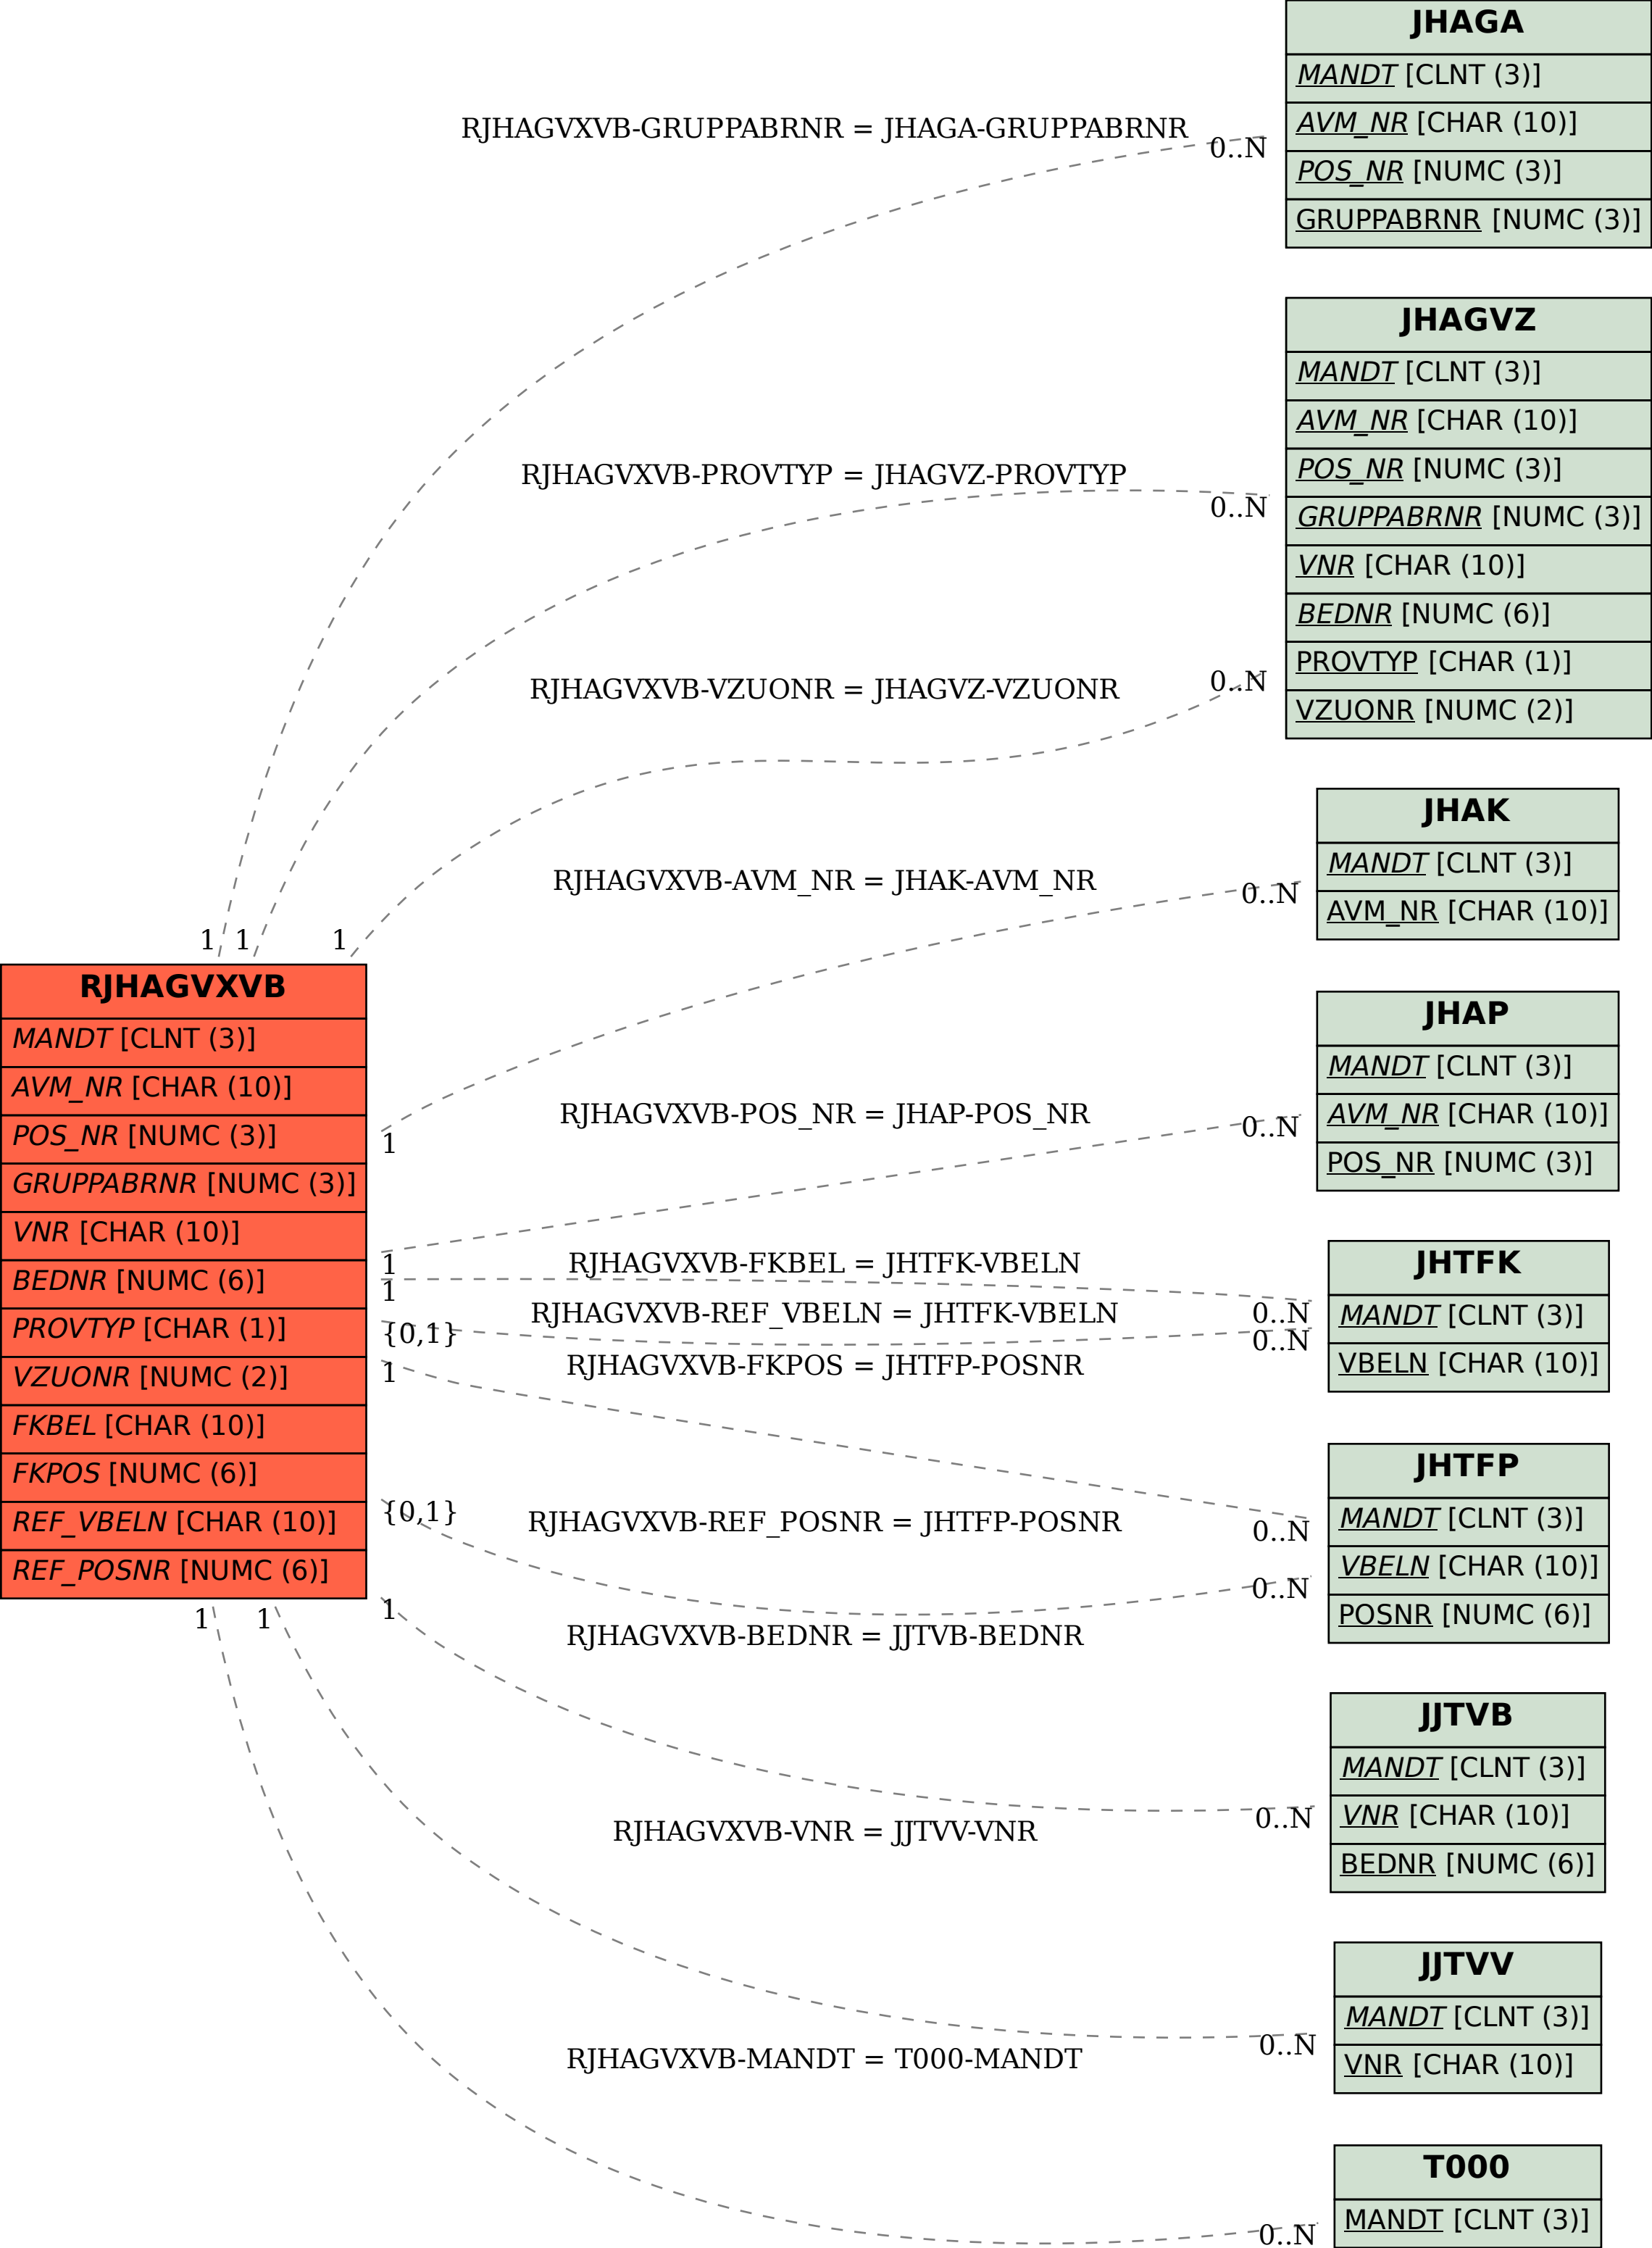 JHAGA
MANDT [CLNT (3)]
AVM_NR [CHAR (10)]
POS_NR [NUMC (3)]
GRUPPABRNR [NUMC (3)]
RJHAGVXVB-GRUPPABRNR = JHAGA-GRUPPABRNR
0..N
JHAGVZ
MANDT [CLNT (3)]
AVM_NR [CHAR (10)]
POS_NR [NUMC (3)]
GRUPPABRNR [NUMC (3)]
VNR [CHAR (10)]
BEDNR [NUMC (6)]
PROVTYP [CHAR (1)]
VZUONR [NUMC (2)]
RJHAGVXVB-PROVTYP = JHAGVZ-PROVTYP
0..N
RJHAGVXVB-VZUONR = JHAGVZ-VZUONR
0..N
JHAK
MANDT [CLNT (3)]
AVM_NR [CHAR (10)]
RJHAGVXVB-AVM_NR = JHAK-AVM_NR
0..N
1 1 1
RJHAGVXVB
MANDT [CLNT (3)]
AVM_NR [CHAR (10)]
POS_NR [NUMC (3)]
GRUPPABRNR [NUMC (3)]
VNR [CHAR (10)]
BEDNR [NUMC (6)]
PROVTYP [CHAR (1)]
VZUONR [NUMC (2)]
FKBEL [CHAR (10)]
FKPOS [NUMC (6)]
REF_VBELN [CHAR (10)]
REF_POSNR [NUMC (6)]
1
1
1
{0,1}
1
{0,1}
1
1 1
JHAP
MANDT [CLNT (3)]
AVM_NR [CHAR (10)]
POS_NR [NUMC (3)]
RJHAGVXVB-POS_NR = JHAP-POS_NR
0..N
JHTFK
MANDT [CLNT (3)]
VBELN [CHAR (10)]
RJHAGVXVB-FKBEL = JHTFK-VBELN
0..N
RJHAGVXVB-REF_VBELN = JHTFK-VBELN
0..N
RJHAGVXVB-FKPOS = JHTFP-POSNR
JHTFP
MANDT [CLNT (3)]
VBELN [CHAR (10)]
POSNR [NUMC (6)]
RJHAGVXVB-REF_POSNR = JHTFP-POSNR
0..N
0..N
RJHAGVXVB-BEDNR = JJTVB-BEDNR
JJTVB
MANDT [CLNT (3)]
VNR [CHAR (10)]
BEDNR [NUMC (6)]
0..N
RJHAGVXVB-VNR = JJTVV-VNR
JJTVV
MANDT [CLNT (3)]
VNR [CHAR (10)]
0..N
RJHAGVXVB-MANDT = T000-MANDT
T000
MANDT [CLNT (3)]
0..N